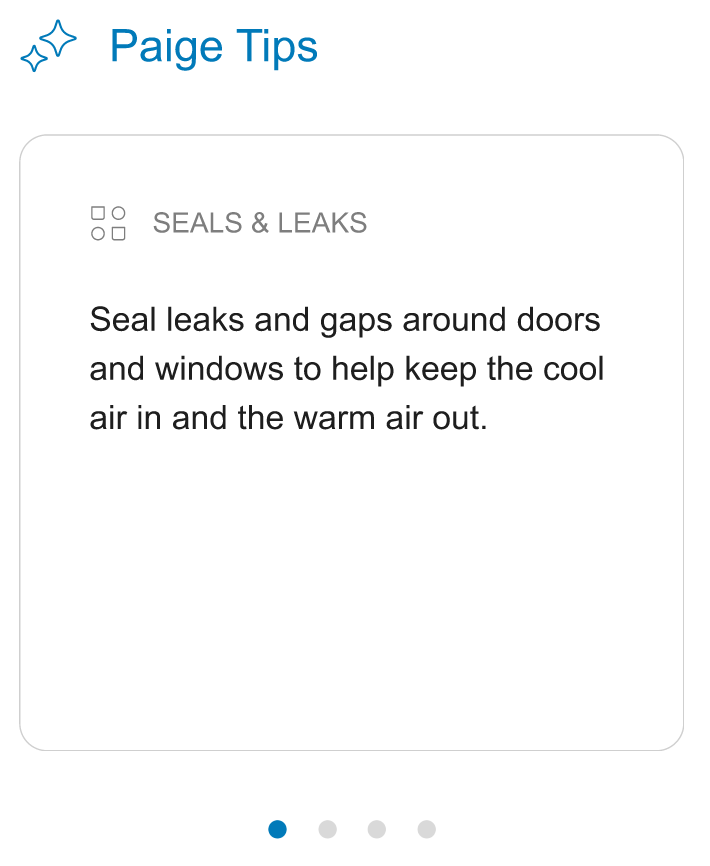 Paige Tips
SEALS & LEAKS
Seal leaks and gaps around doors
and windows to help keep the cool
air in and the warm air out.